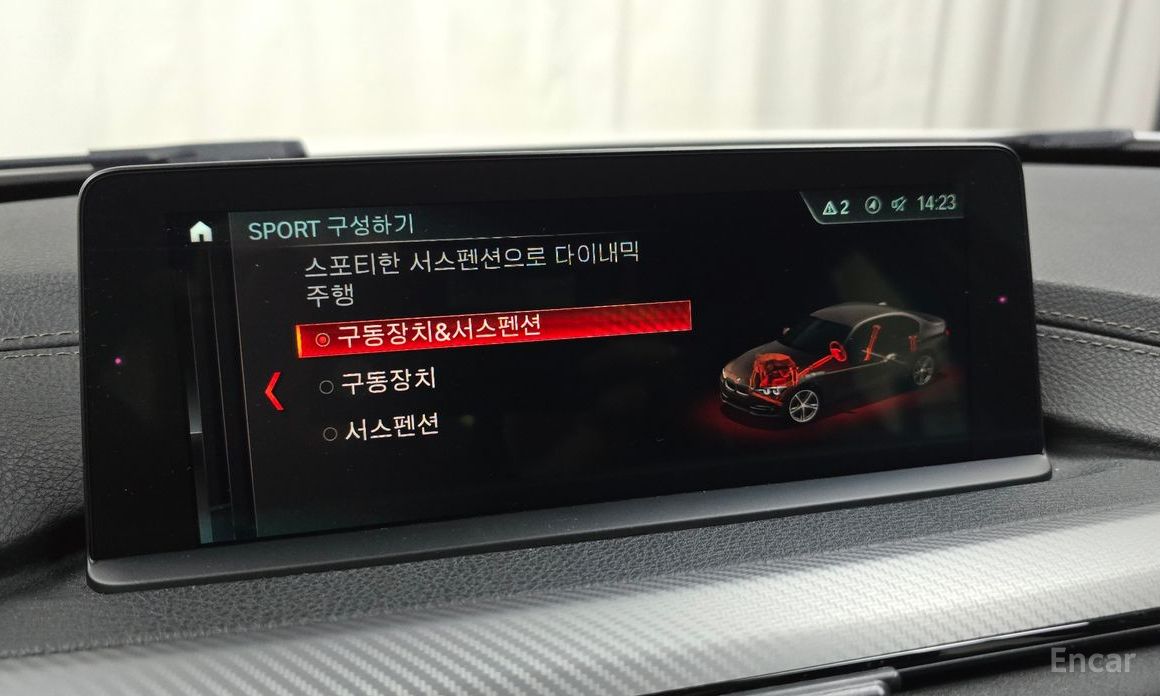 SPORT 구성하기
2 14:23
스포티한 서스펜션으로 다이내믹
주행
구동장치&서스펜션
구동장치
서스펜션
Encar